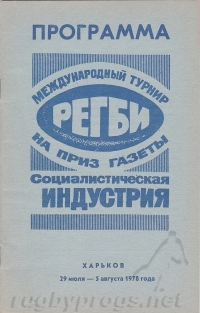 ПРОГРАММА
МЕЖДУНАРОДНЫЙ ТУРНИР
РЕГБИ
НА ПРИЗ ГАЗЕТЫ
Социалистическая
ИНДУСТРИЯ
ХАРЬКОВ
29 июля — 5 августа 1978 года
rugbyprogs.net